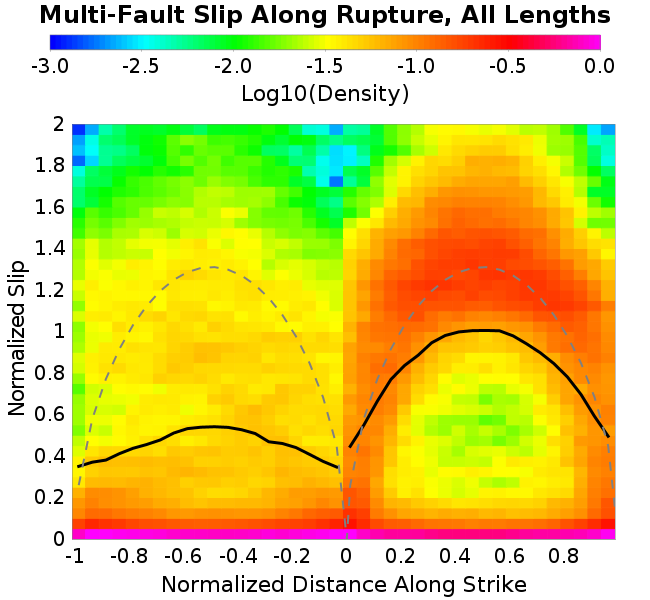 Multi-Fault Slip Along Rupture, All Lengths
-3.0 -2.5 -2.0 -1.5 -1.0 -0.5 0.0
Log10(Density)
2
1.8
1.6
1.4
1.2
1
0.8
0.6
0.4
0.2
0
Normalized Slip
-1 -0.8 -0.6 -0.4 -0.2 0 0.2 0.4 0.6 0.8
Normalized Distance Along Strike